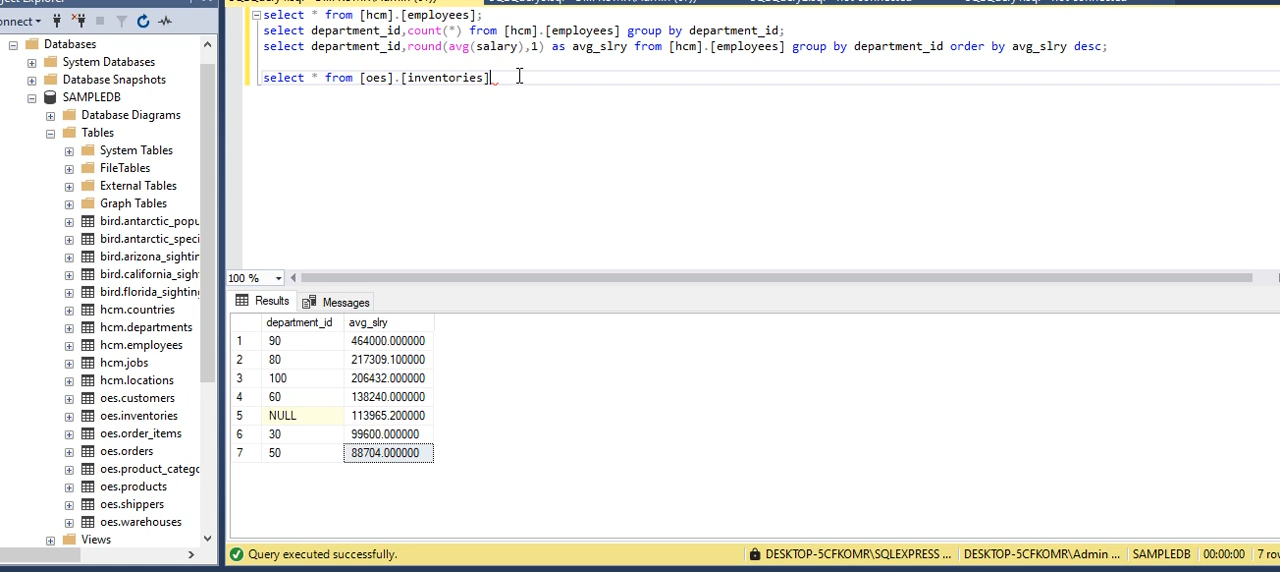 select * from [hcm].[employees];
select department_id,count(*) from [hcm].[employees] group by department_id;
select department_id,round(avg(salary),1) as avg_slry from [hcm].[employees] group by department_id order by avg_slry desc;
select * from [oes].[inventories]
Databases
System Databases
Database Snapshots
SAMPLEDB
Database Diagrams
Tables
System Tables
FileTables
External Tables
Graph Tables
bird.antarctic_popu
bird.antarctic_speci
bird.arizona_sightin
bird.california_sigh
bird.florida_sighting
hcm.countries
hcm.departments
hcm.employees
hcm.jobs
hcm.locations
oes.customers
oes.inventories
oes.order_items
oes.orders
oes.product_catego
oes.products
oes.shippers
oes.warehouses
Views
100 %
Results Messages
department_id avg_slry
1 90 464000.000000
2 80 217309.100000
3 100 206432.000000
4 60 138240.000000
5 NULL 113965.200000
6 30 99600.000000
7 50 88704.000000
Query executed successfully. DESKTOP-5CFKOMR\SQLEXPRESS ... DESKTOP-5CFKOMR\Admin ... SAMPLEDB 00:00:00 7 ro